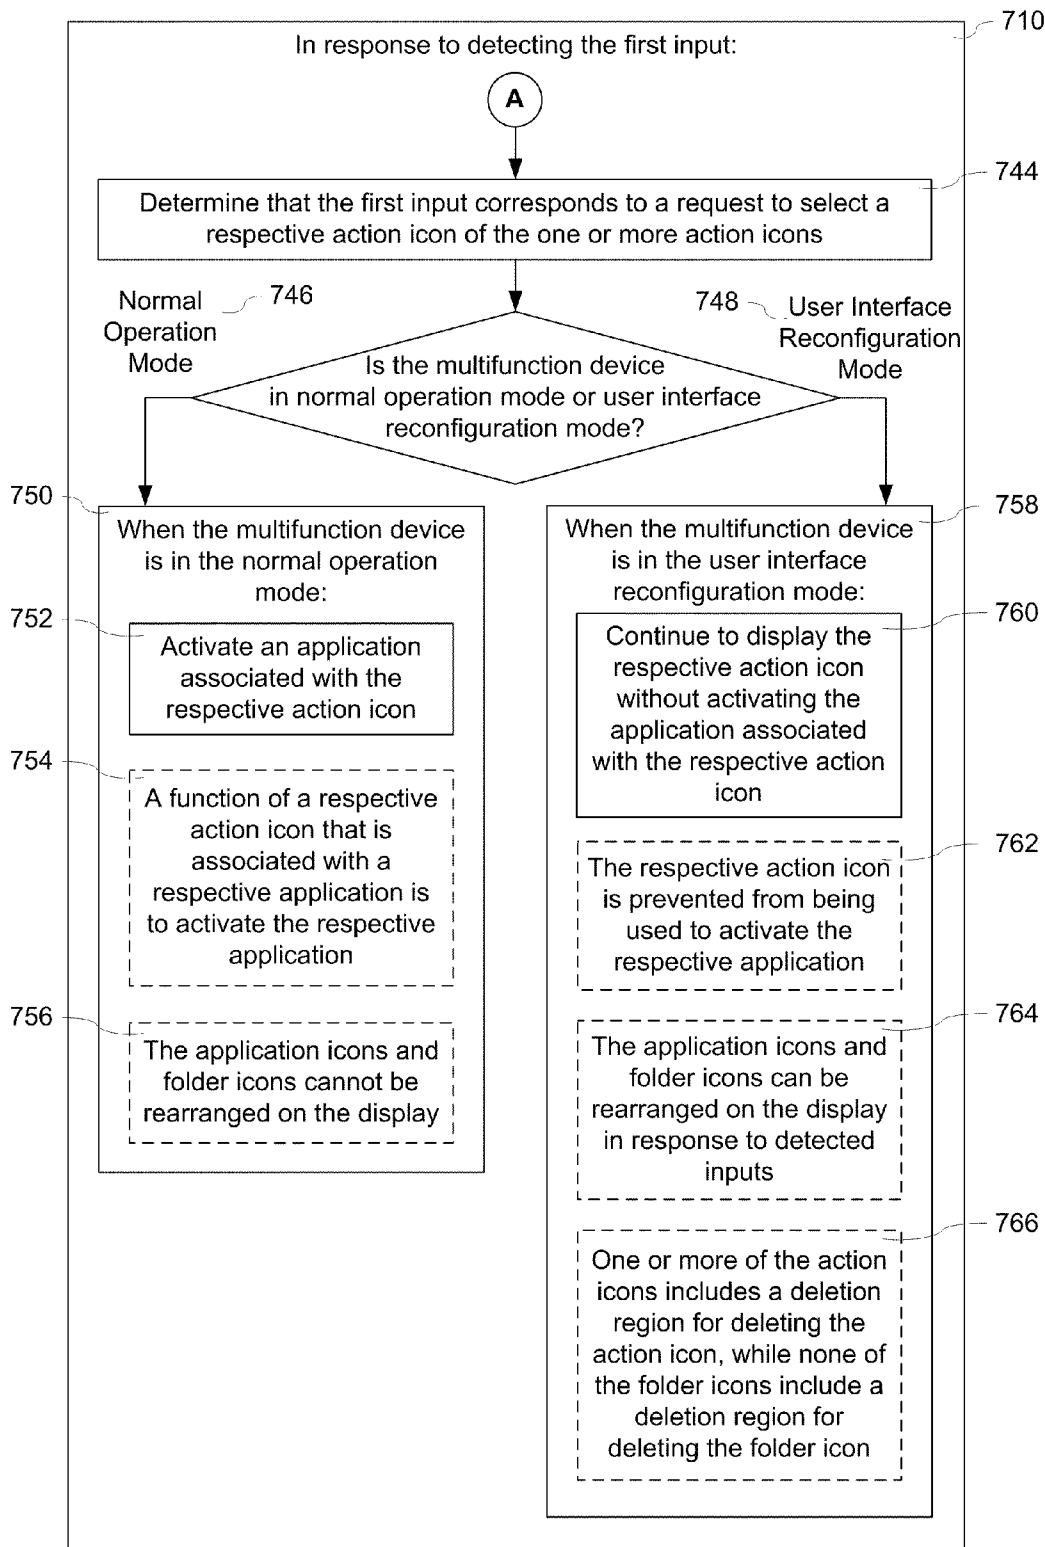 710
In response to detecting the first input:
A
744
Determine that the first input corresponds to a request to select a
respective action icon of the one or more action icons
Normal
Operation
Mode
746
748
User Interface
Reconfiguration
Mode
Is the multifunction device
in normal operation mode or user interface
reconfiguration mode?
750
When the multifunction device
is in the normal operation
mode:
752
Activate an application
associated with the
respective action icon
754
A function of a respective
action icon that is
associated with a
respective application is
to activate the respective
application
756
The application icons and
folder icons cannot be
rearranged on the display
758
When the multifunction device
is in the user interface
reconfiguration mode:
760
Continue to display the
respective action icon
without activating the
application associated
with the respective action
icon
762
The respective action icon
is prevented from being
used to activate the
respective application
764
The application icons and
folder icons can be
rearranged on the display
in response to detected
inputs
766
One or more of the action
icons includes a deletion
region for deleting the
action icon, while none of
the folder icons include a
deletion region for
deleting the folder icon